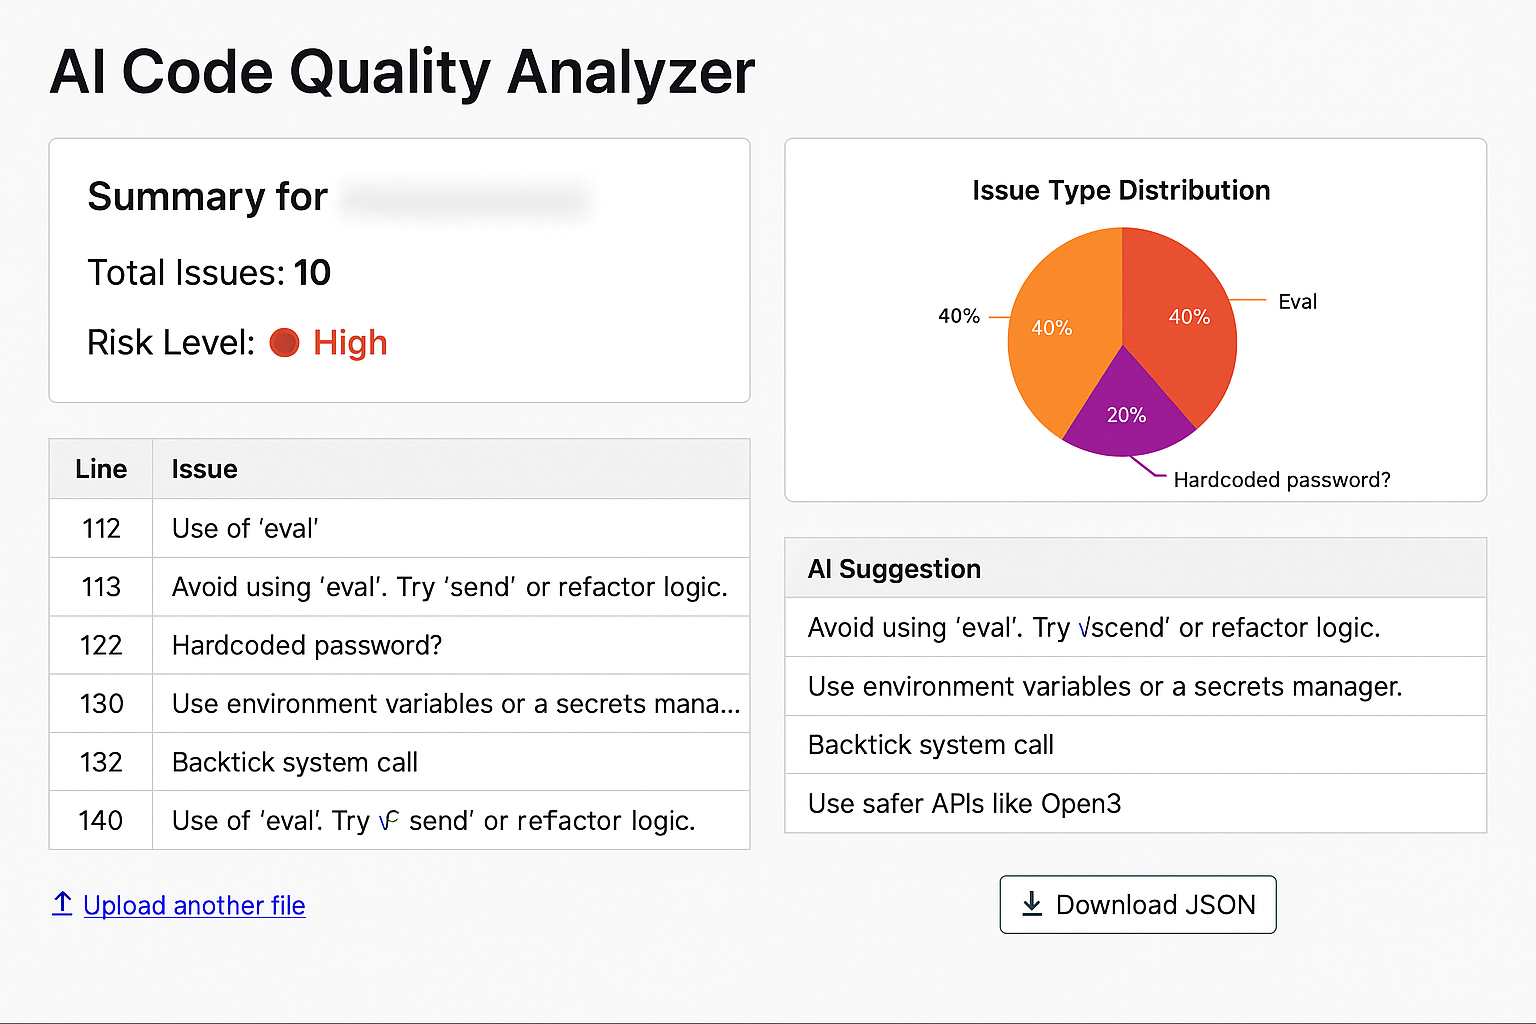 AI Code Quality Analyzer
Summary for
Total Issues: 10
Risk Level: High
Issue Type Distribution
40%
40%
40%
Eval
20%
Hardcoded password?
Line Issue
112 Use of ‘eval’
113 Avoid using ‘eval’. Try ‘send’ or refactor logic.
122 Hardcoded password?
130 Use environment variables or a secrets mana...
132 Backtick system call
140 Use of ‘eval’. Try send’ or refactor logic.
AI Suggestion
Avoid using ‘eval’. Try √scend’ or refactor logic.
Use environment variables or a secrets manager.
Backtick system call
Use safer APIs like Open3
Upload another file
Download JSON